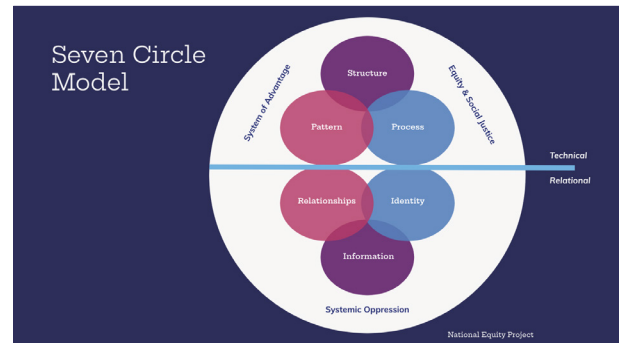 Seven Circle
Model
System of Advantage
Equity & Social Justice
Structure
Pattern
Process
Technical
Relational
Relationships
Identity
Information
Systemic Oppression
National Equity Project